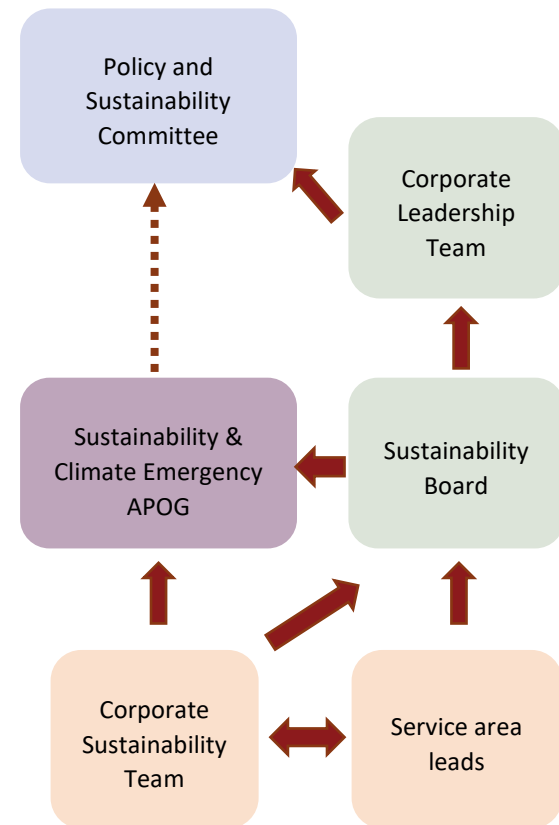 Policy and
Sustainability
Committee
Corporate
Leadership
Team
Sustainability &
Climate Emergency
APOG
Sustainability
Board
Corporate
Sustainability
Team
Service area
leads